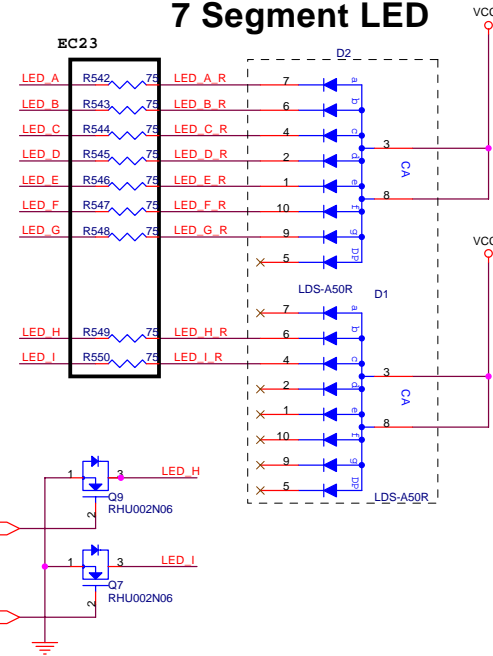 7 Segment LED
VCC
EC23
D2
LED_A R542 75 LED_A_R 7 a
LED_B R543 75 LED_B_R 6 b
LED_C R544 75 LED_C_R 4 c
LED_D R545 75 LED_D_R 2 d 3
LED_E R546 75 LED_E_R 1 e CA
LED_F R547 75 LED_F_R 10 f 8
LED_G R548 75 LED_G_R 9 g
5 DP
VCC
LDS-A50R D1
7 a
LED_H R549 75 LED_H_R 6 b
LED_I R550 75 LED_I_R 4 c
2 d 3
1 e CA
10 f 8
9 g
5 DP
LDS-A50R
1 3 LED_H
Q9
RHU002N06
2
1 3 LED_I
Q7
RHU002N06
2